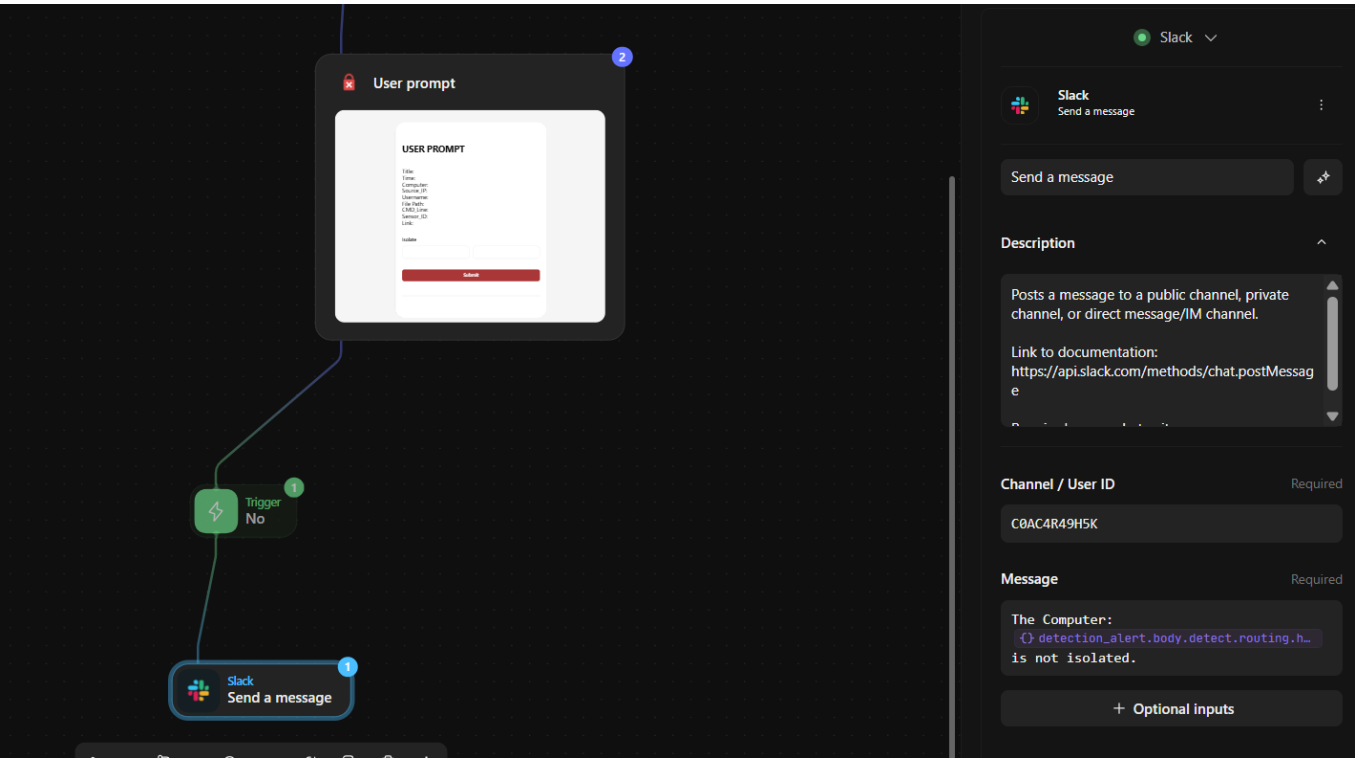 2
User prompt
USER PROMPT
Title:
Time:
Computer:
Source_IP:
Username:
File Path:
CMD_Line:
Sensor_ID:
Link:
Isolate
Submit
1
Trigger
No
1
Slack
Send a message
Slack
Slack
Send a message
Send a message
Description
Posts a message to a public channel, private
channel, or direct message/IM channel.
Link to documentation:
https://api.slack.com/methods/chat.postMessag
e
Channel / User ID
Required
C0AC4R49H5K
Message
Required
The Computer:
{} detection_alert.body.detect.routing.h…
is not isolated.
+ Optional inputs